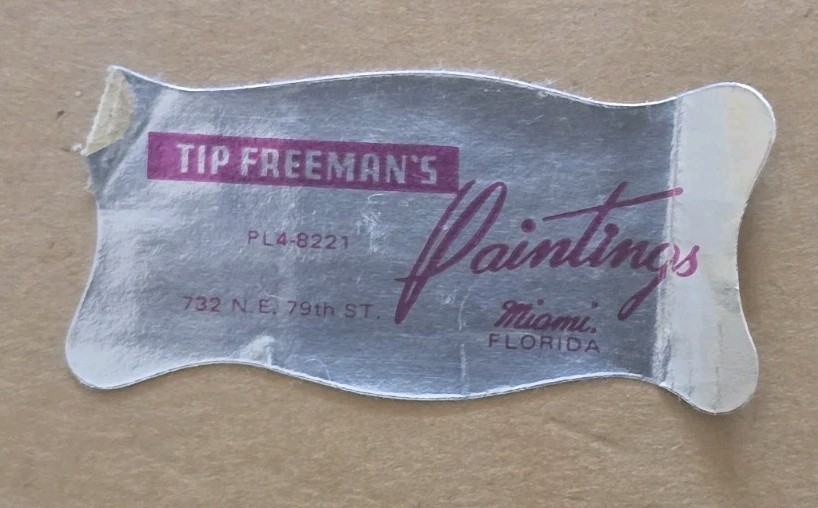 TIP FREEMAN'S
Paintings
PL4-8221
732 N.E. 79th ST.
Miami,
FLORIDA